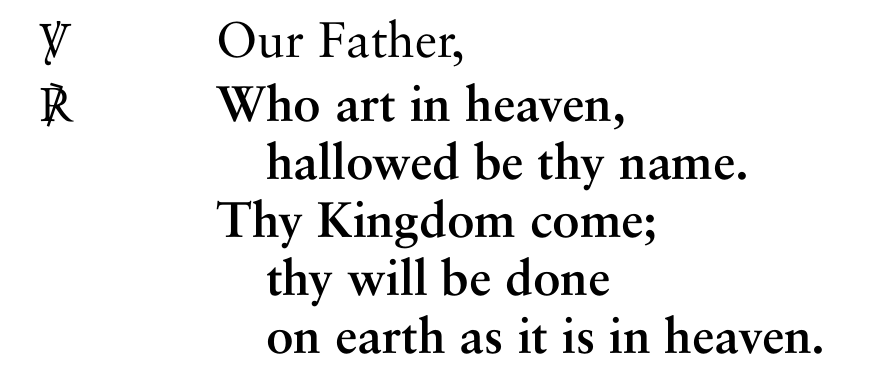 ℣ Our Father,
℟ Who art in heaven,
hallowed be thy name.
Thy Kingdom come;
thy will be done
on earth as it is in heaven.